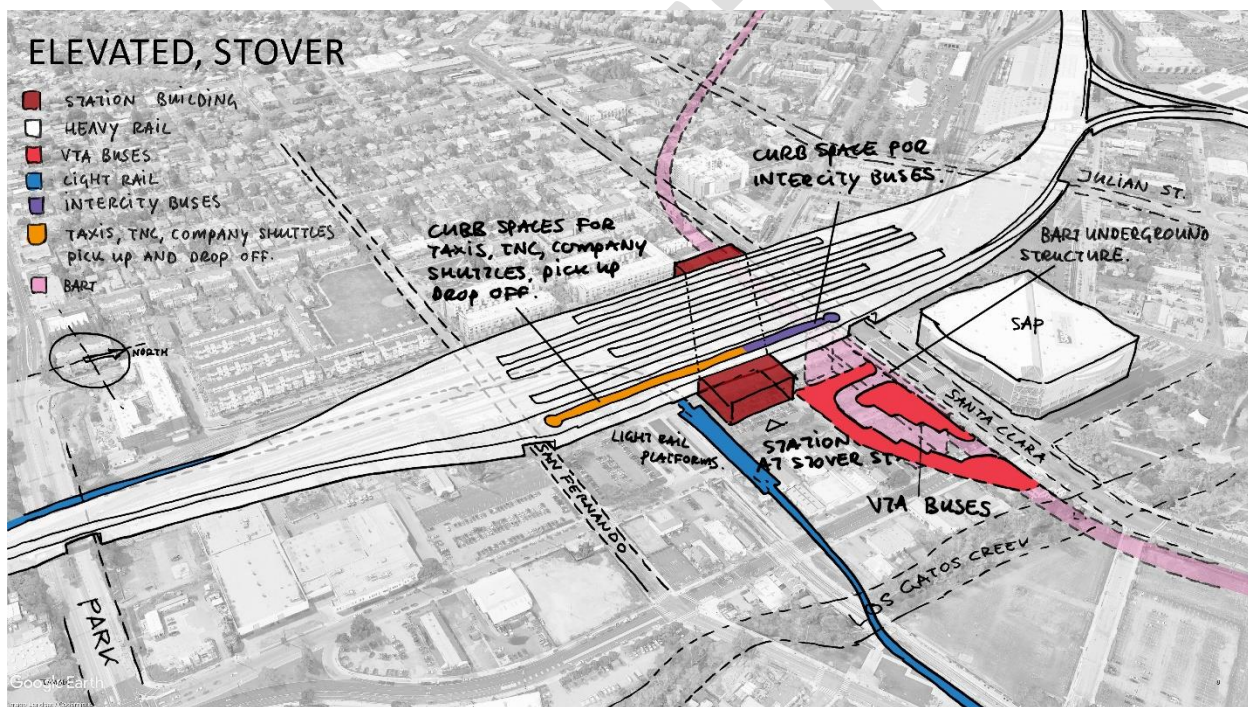 ELEVATED, STOVER
STATION BUILDING
HEAVY RAIL
VTA BUSES
LIGHT RAIL
INTERCITY BUSES
TAXIS, TNC, COMPANY SHUTTLES
PICK UP AND DROP OFF.
BART
NORTH
CURB SPACES FOR
TAXIS, TNC, COMPANY
SHUTTLES, PICK UP
DROP OFF.
CURB SPACE FOR
INTERCITY BUSES.
JULIAN ST.
BART UNDERGROUND
STRUCTURE.
SAP
SANTA CLARA
LIGHT RAIL
PLATFORMS.
STATION
AT STOVER ST
VTA BUSES
SAN FERNANDO
OS GATOS CREEK
PARK
Google Earth
9